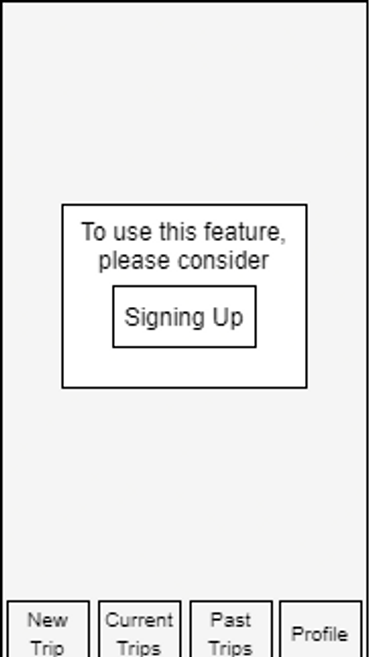 To use this feature,
please consider
Signing Up
New
Trip
Current
Trips
Past
Trips
Profile